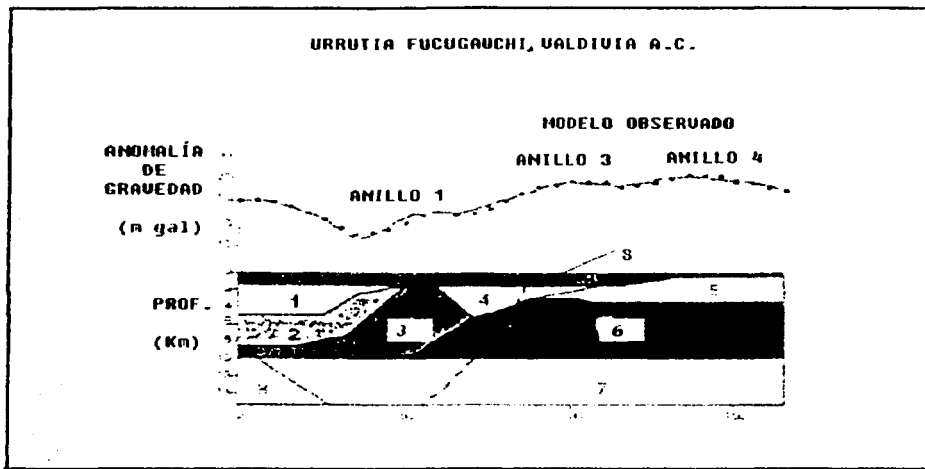 URRUTIA FUCUGAUCHI, VALDIVIA A.C.
MODELO OBSERVADO
ANOMALÍA
DE
GRAVEDAD
(m gal)
ANILLO 1
ANILLO 3
ANILLO 4
PROF.
(Km)
1
2
3
4
5
6
7
8